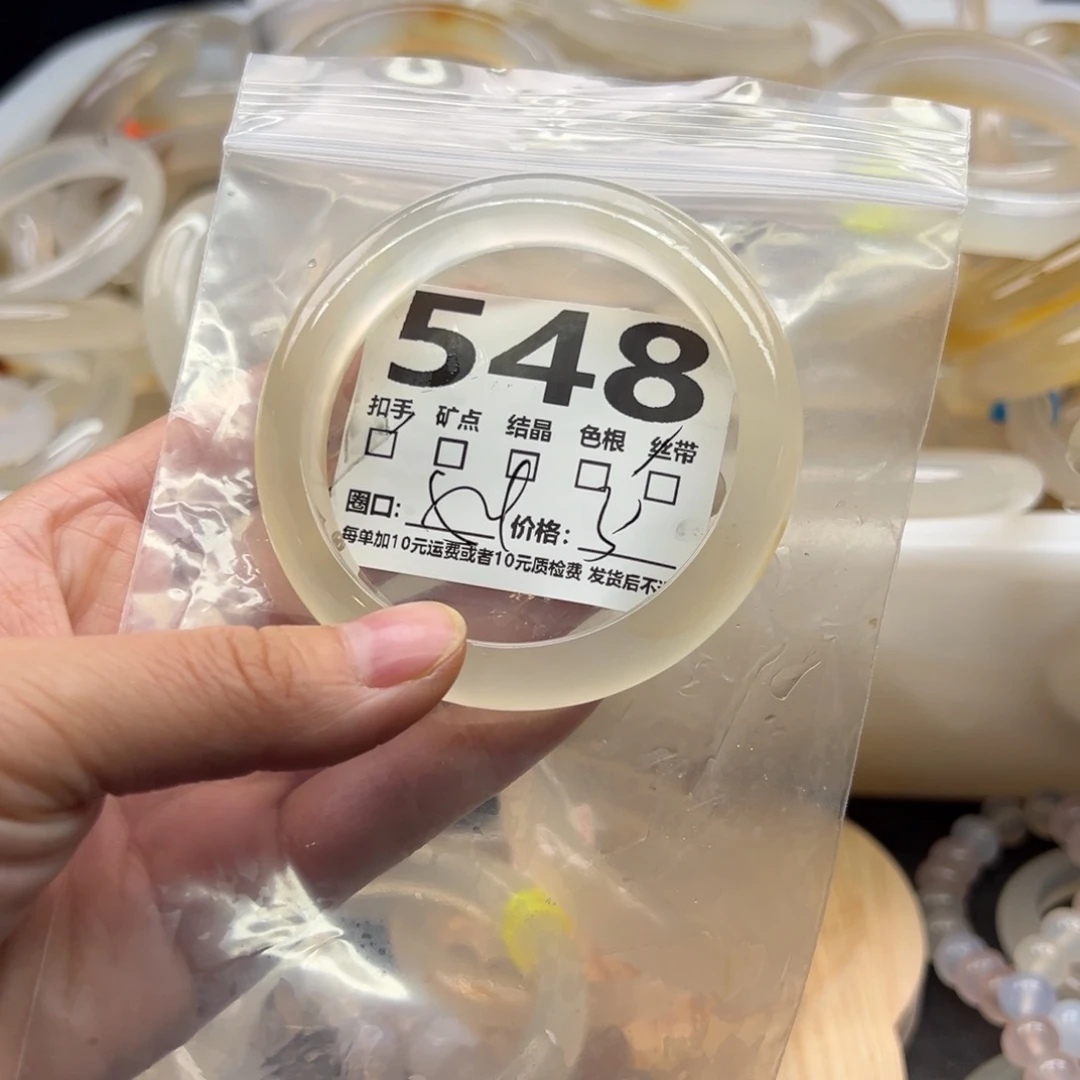 548
扣手 矿点 结晶 色根 丝带
圈口: 价格:
每单加10元运费或者10元质检费 发货后不